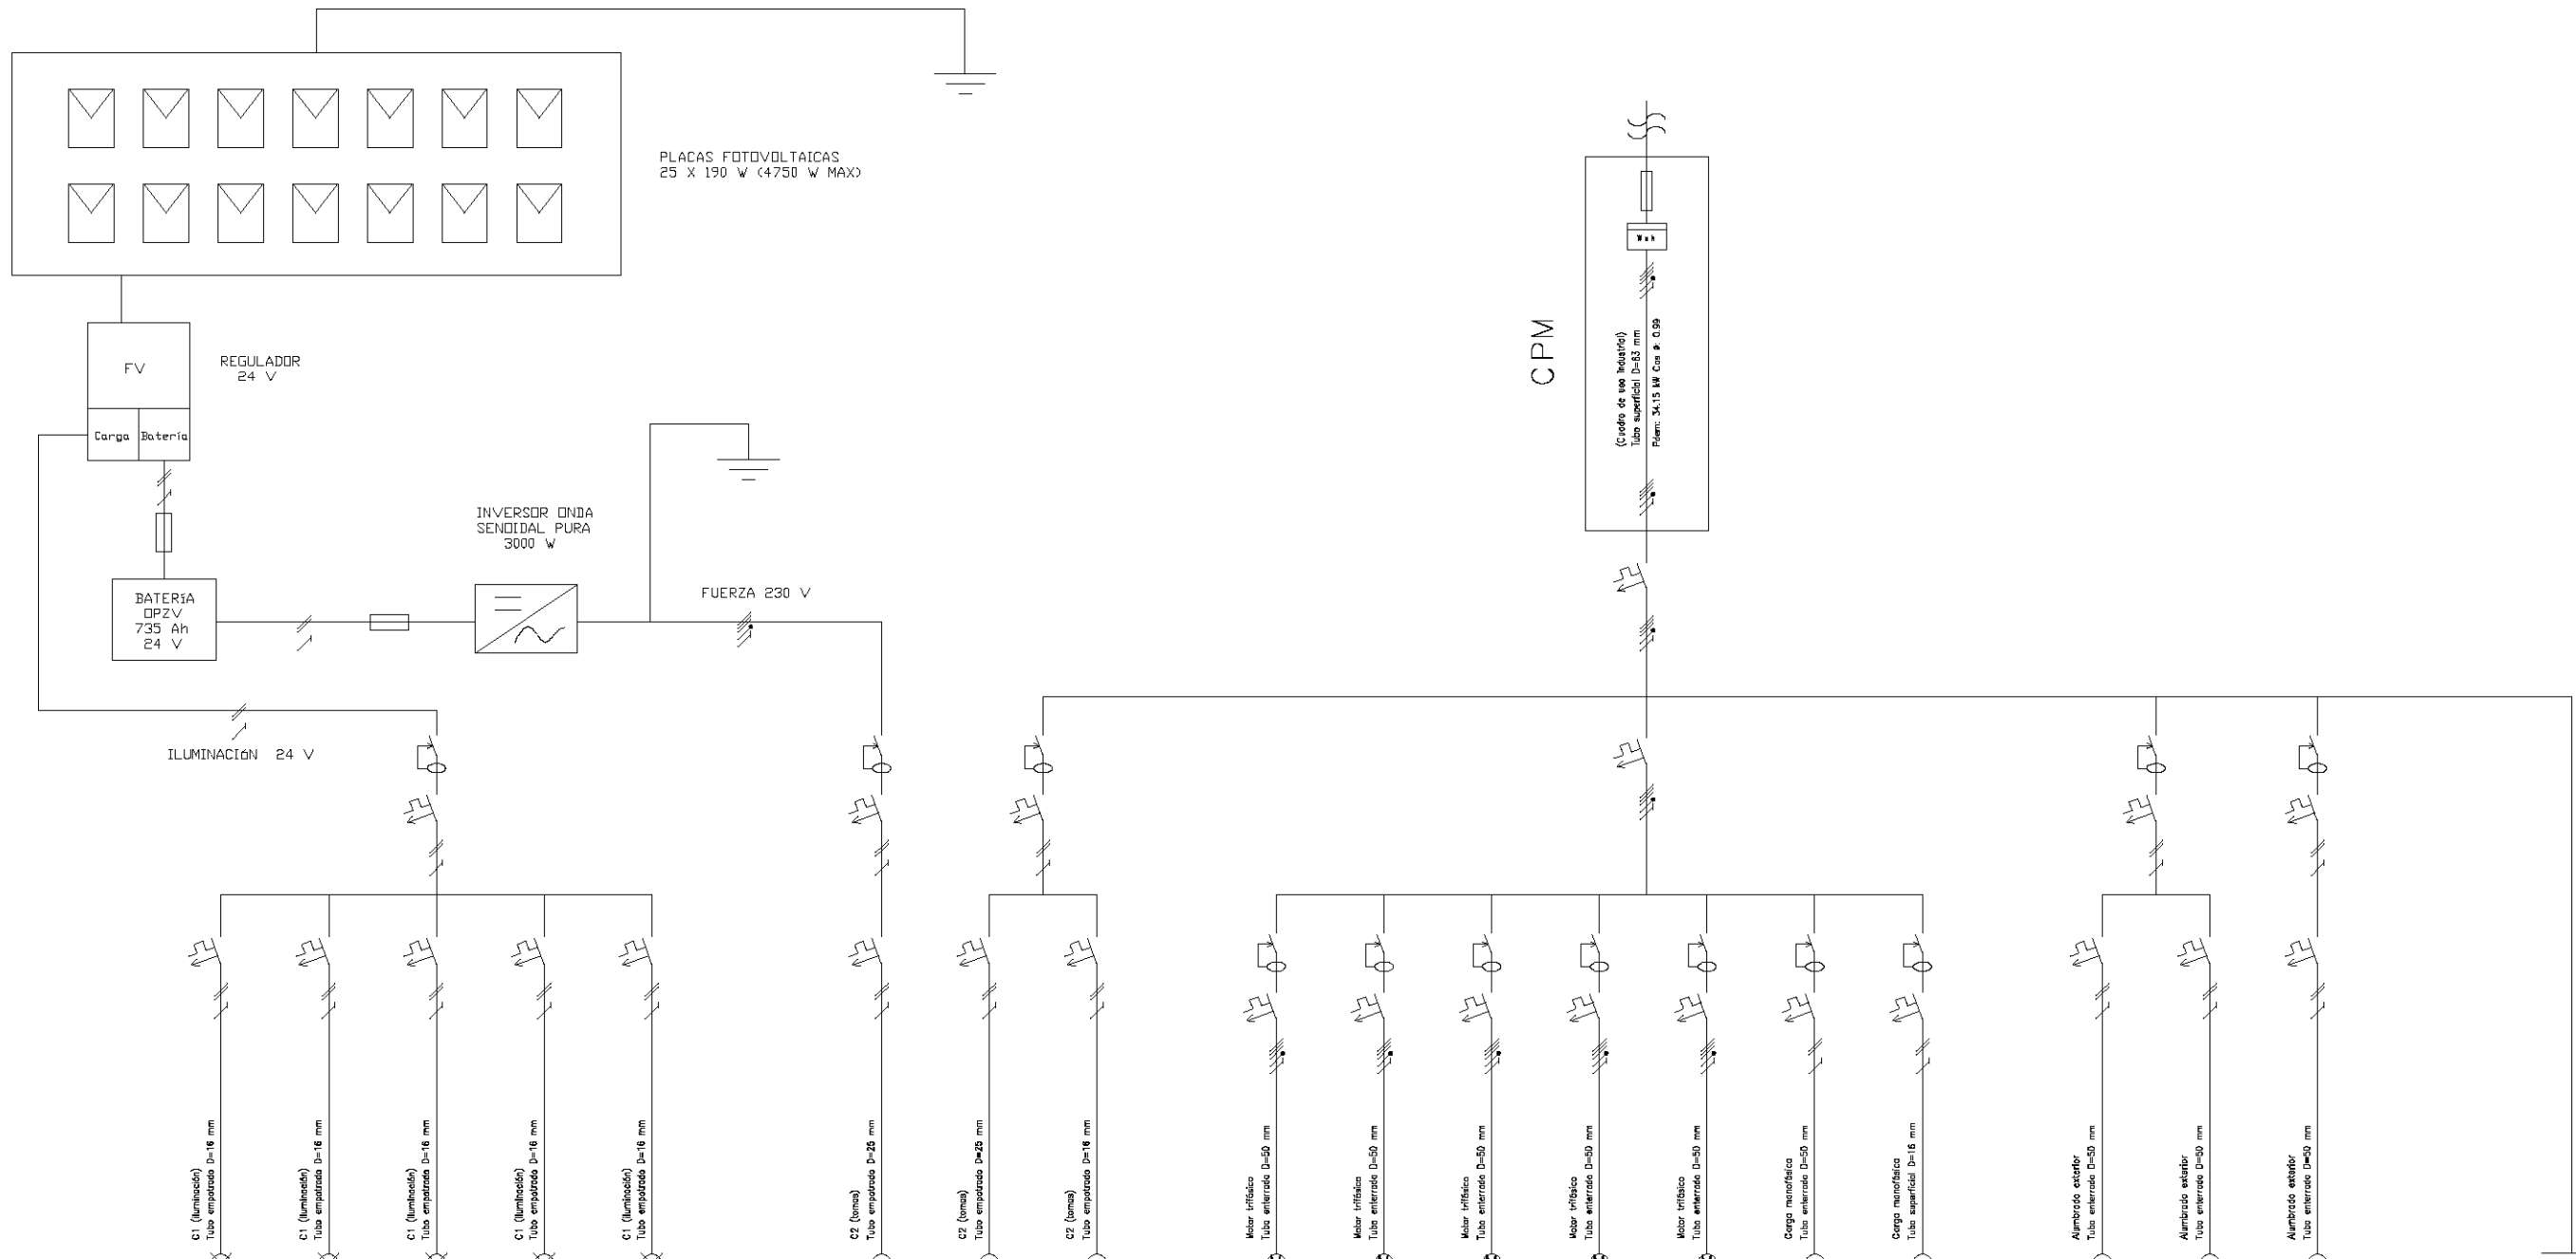 PLACAS FOTOVOLTAICAS
25 X 190 W (4750 W MAX)
FV
REGULADOR
24 V
Carga
Batería
BATERíA
OPZV
735 Ah
24 V
INVERSOR ONDA
SENOIDAL PURA
3000 W
FUERZA 230 V
ILUMINACIóN 24 V
CPM
(Cuadro de uso industrial)
Tubo superficial D=63 mm
Pdem: 34.15 kW Cos ø: 0.99
C1 (iluminación)
Tubo empotrado D=16 mm
C1 (iluminación)
Tubo empotrado D=16 mm
C1 (iluminación)
Tubo empotrado D=16 mm
C1 (iluminación)
Tubo empotrado D=16 mm
C1 (iluminación)
Tubo empotrado D=16 mm
C2 (tomas)
Tubo empotrado D=25 mm
C2 (tomas)
Tubo empotrado D=25 mm
C2 (tomas)
Tubo empotrado D=16 mm
Motor trifásico
Tubo enterrado D=50 mm
Motor trifásico
Tubo enterrado D=50 mm
Motor trifásico
Tubo enterrado D=50 mm
Motor trifásico
Tubo enterrado D=50 mm
Motor trifásico
Tubo enterrado D=50 mm
Carga monofásica
Tubo enterrado D=50 mm
Carga monofásica
Tubo superficial D=16 mm
Alumbrado exterior
Tubo enterrado D=50 mm
Alumbrado exterior
Tubo enterrado D=50 mm
Alumbrado exterior
Tubo enterrado D=50 mm